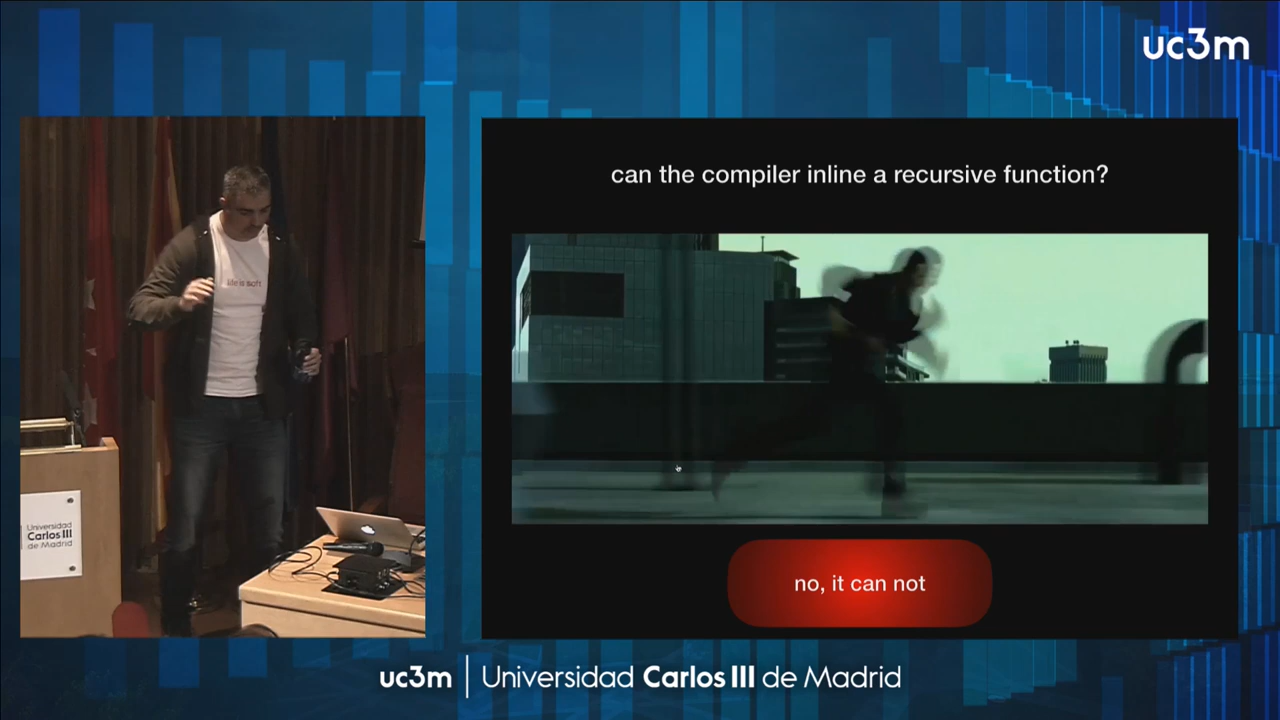 uc3m
can the compiler inline a recursive function?
life is soft
Universidad
Carlos III
de Madrid
no, it can not
uc3m | Universidad Carlos III de Madrid